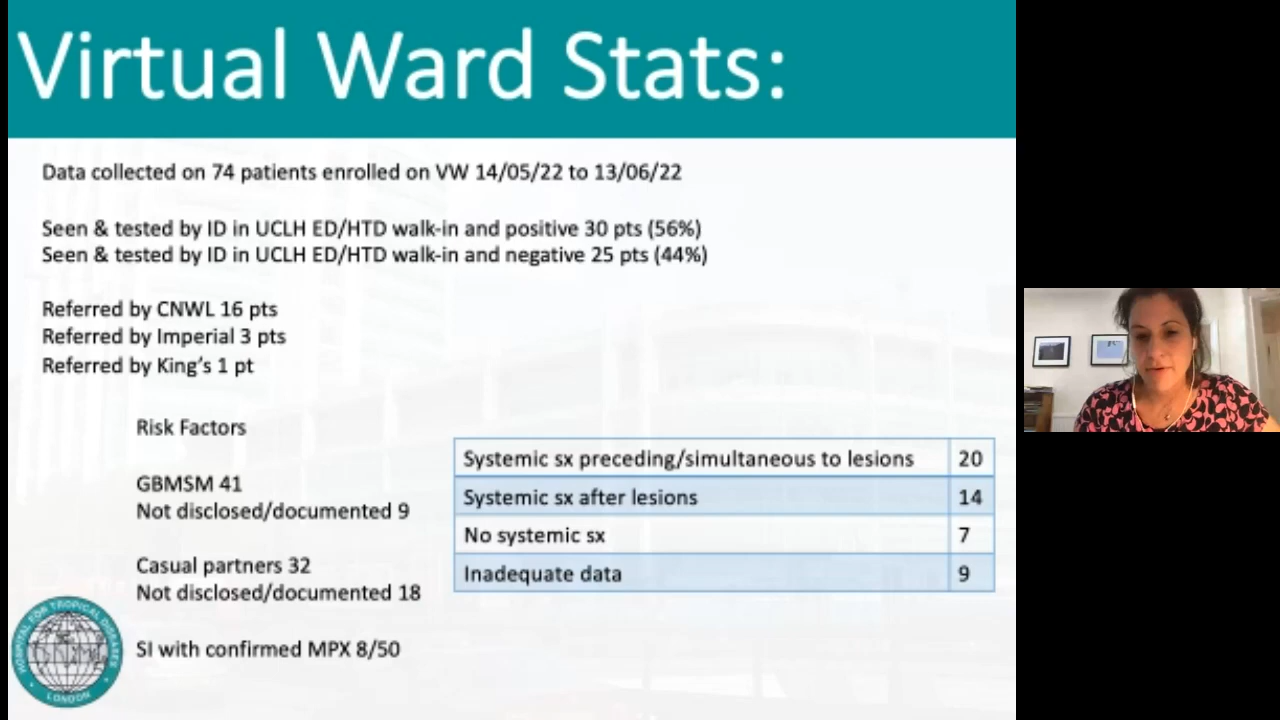 Virtual Ward Stats:
Data collected on 74 patients enrolled on VW 14/05/22 to 13/06/22
Seen & tested by ID in UCLH ED/HTD walk-in and positive 30 pts (56%)
Seen & tested by ID in UCLH ED/HTD walk-in and negative 25 pts (44%)
Referred by CNWL 16 pts
Referred by Imperial 3 pts
Referred by King's 1 pt
Risk Factors
GBMSM 41
Not disclosed/documented 9
Casual partners 32
Not disclosed/documented 18
SI with confirmed MPX 8/50
Systemic sx preceding/simultaneous to lesions 20
Systemic sx after lesions 14
No systemic sx 7
Inadequate data 9
HOSPITAL FOR TROPICAL DISEASES
LONDON